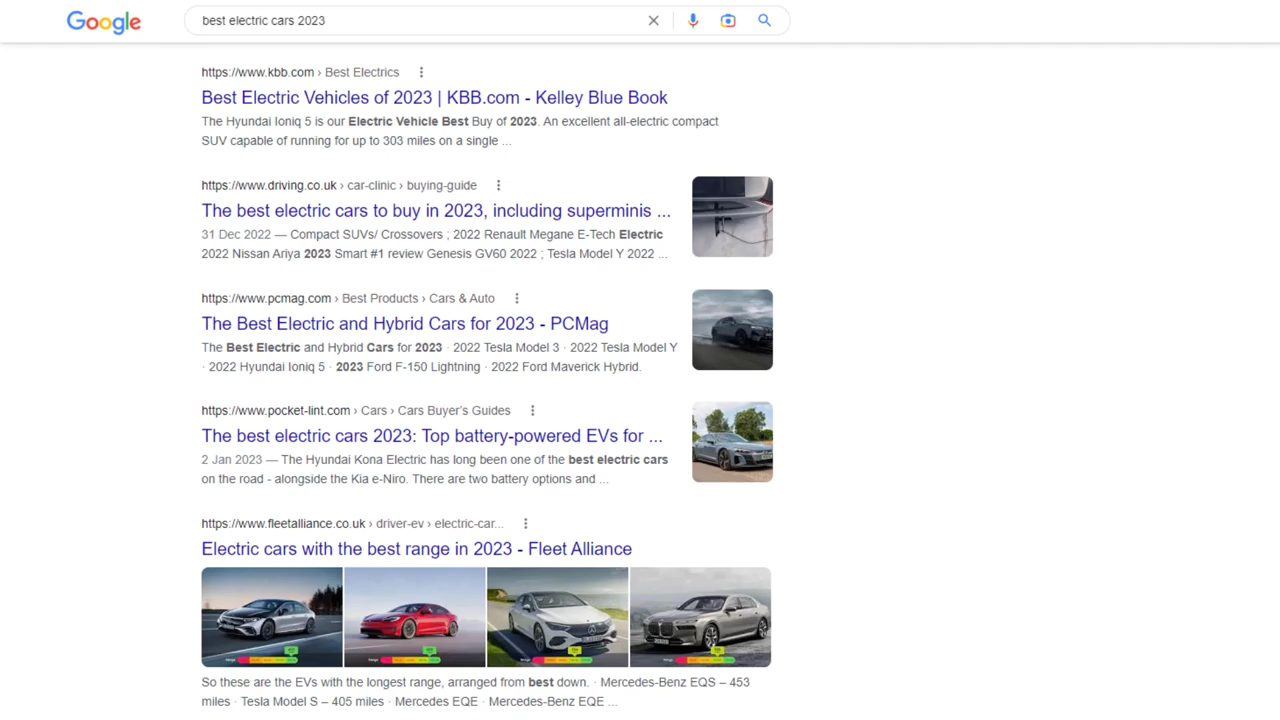 Google
best electric cars 2023
https://www.kbb.com › Best Electrics
Best Electric Vehicles of 2023 | KBB.com - Kelley Blue Book
The Hyundai Ioniq 5 is our Electric Vehicle Best Buy of 2023. An excellent all-electric compact
SUV capable of running for up to 303 miles on a single ...
https://www.driving.co.uk › car-clinic › buying-guide
The best electric cars to buy in 2023, including superminis ...
31 Dec 2022 — Compact SUVs/ Crossovers ; 2022 Renault Megane E-Tech Electric
2022 Nissan Ariya 2023 Smart #1 review Genesis GV60 2022 ; Tesla Model Y 2022 ...
https://www.pcmag.com › Best Products › Cars & Auto
The Best Electric and Hybrid Cars for 2023 - PCMag
The Best Electric and Hybrid Cars for 2023 · 2022 Tesla Model 3 · 2022 Tesla Model Y
· 2022 Hyundai Ioniq 5 · 2023 Ford F-150 Lightning · 2022 Ford Maverick Hybrid.
https://www.pocket-lint.com › Cars › Cars Buyer's Guides
The best electric cars 2023: Top battery-powered EVs for ...
2 Jan 2023 — The Hyundai Kona Electric has long been one of the best electric cars
on the road - alongside the Kia e-Niro. There are two battery options and ...
https://www.fleetalliance.co.uk › driver-ev › electric-car...
Electric cars with the best range in 2023 - Fleet Alliance
So these are the EVs with the longest range, arranged from best down. · Mercedes-Benz EQS – 453
miles · Tesla Model S – 405 miles · Mercedes EQE · Mercedes-Benz EQE ...